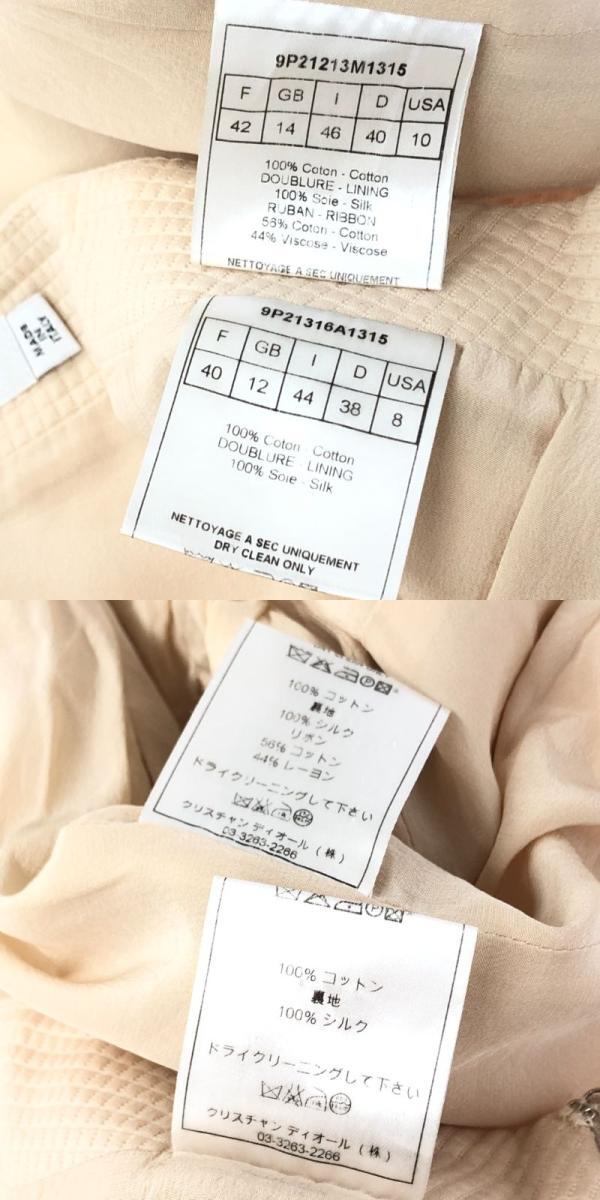 9P21213M1315
F GB I D USA
42 14 46 40 10
100% Coton - Cotton
DOUBLURE - LINING
100% Soie - Silk
RUBAN - RIBBON
56% Coton - Cotton
44% Viscose - Viscose
NETTOYAGE A SEC UNIQUEMENT
MADE
IN
ITALY
9P21316A1315
F GB I D USA
40 12 44 38 8
100% Coton - Cotton
DOUBLURE - LINING
100% Soie - Silk
NETTOYAGE A SEC UNIQUEMENT
DRY CLEAN ONLY
100% コットン
裏地
100% シルク
リボン
56% コットン
44% レーヨン
ドライクリーニングして下さい
クリスチャン ディオール (株)
03-3263-2266
100% コットン
裏地
100% シルク
ドライクリーニングして下さい
クリスチャン ディオール (株)
03-3263-2266